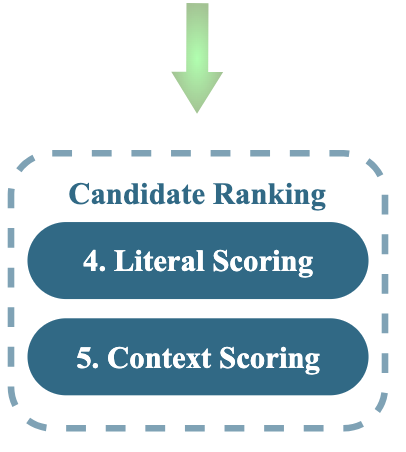 Candidate Ranking
4. Literal Scoring
5. Context Scoring